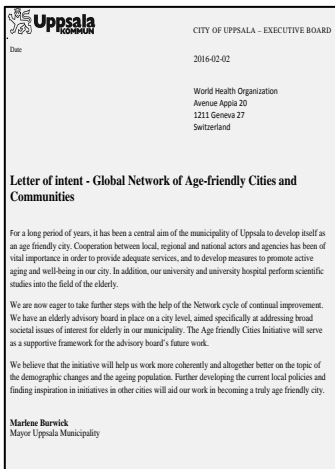 Uppsala
KOMMUN
CITY OF UPPSALA – EXECUTIVE BOARD
Date
2016-02-02
World Health Organization
Avenue Appia 20
1211 Geneva 27
Switzerland
Letter of intent - Global Network of Age-friendly Cities and
Communities
For a long period of years, it has been a central aim of the municipality of Uppsala to develop itself as
an age friendly city. Cooperation between local, regional and national actors and agencies has been of
vital importance in order to provide adequate services, and to develop measures to promote active
aging and well-being in our city. In addition, our university and university hospital perform scientific
studies into the field of the elderly.
We are now eager to take further steps with the help of the Network cycle of continual improvement.
We have an elderly advisory board in place on a city level, aimed specifically at addressing broad
societal issues of interest for elderly in our municipality. The Age friendly Cities Initiative will serve
as a supportive framework for the advisory board's future work.
We believe that the initiative will help us work more coherently and altogether better on the topic of
the demographic changes and the ageing population. Further developing the current local policies and
finding inspiration in initiatives in other cities will aid our work in becoming a truly age friendly city.
Marlene Burwick
Mayor Uppsala Municipality